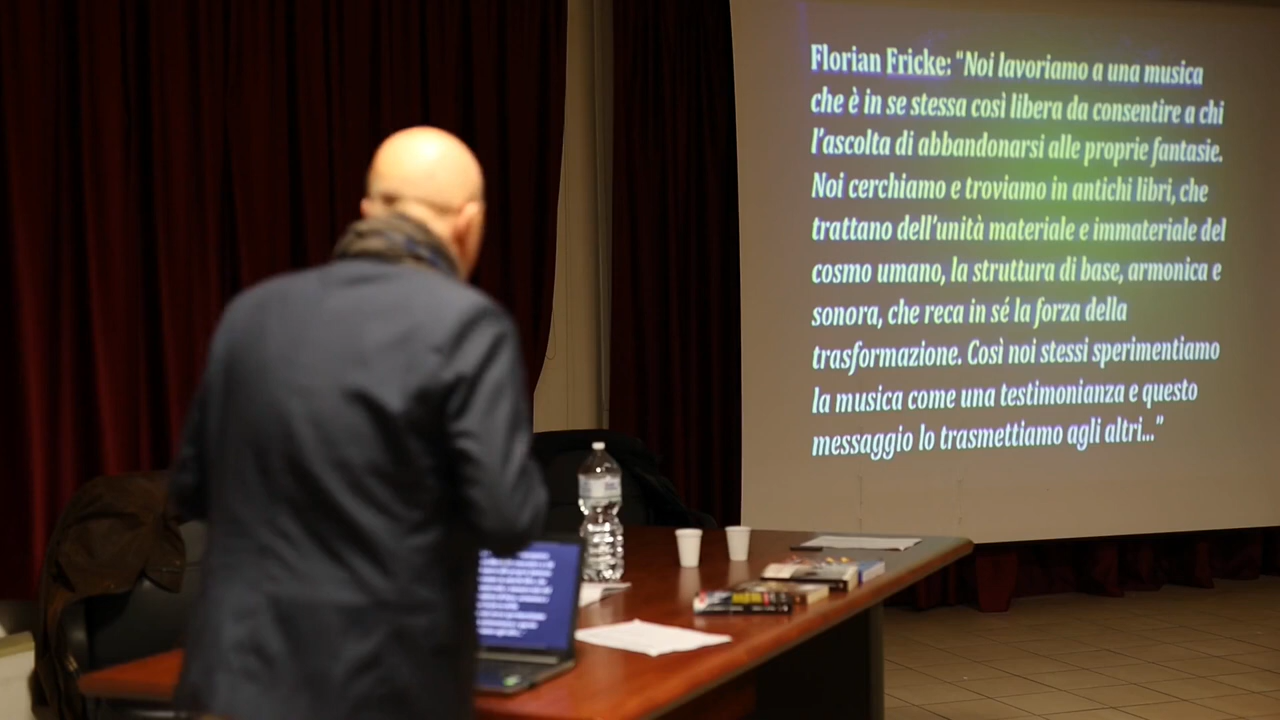 Florian Fricke: "Noi lavoriamo a una musica
che è in se stessa così libera da consentire a chi
l'ascolta di abbandonarsi alle proprie fantasie.
Noi cerchiamo e troviamo in antichi libri, che
trattano dell'unità materiale e immateriale del
cosmo umano, la struttura di base, armonica e
sonora, che reca in sé la forza della
trasformazione. Così noi stessi sperimentiamo
la musica come una testimonianza e questo
messaggio lo trasmettiamo agli altri..."